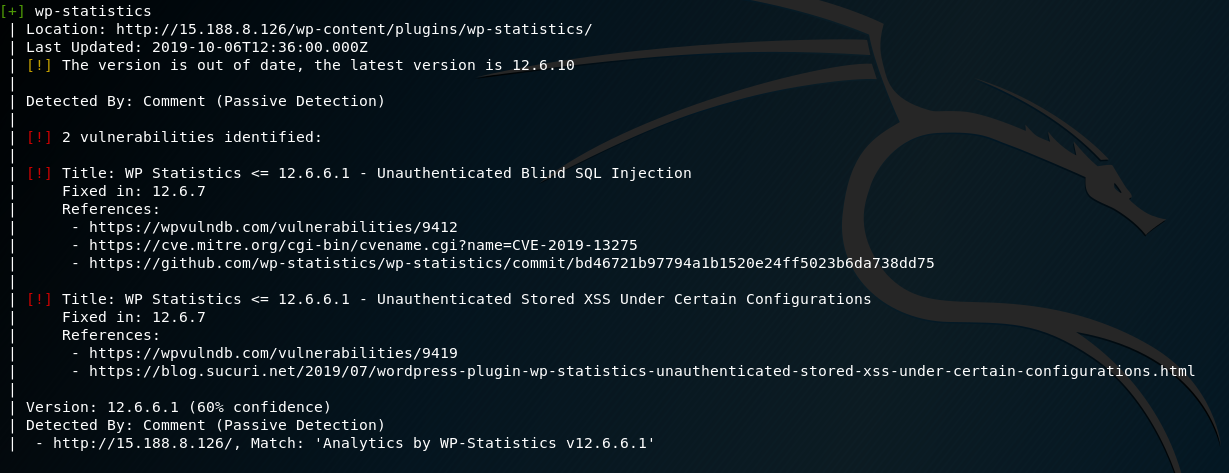 [+] wp-statistics
| Location: http://15.188.8.126/wp-content/plugins/wp-statistics/
| Last Updated: 2019-10-06T12:36:00.000Z
| [!] The version is out of date, the latest version is 12.6.10
|
| Detected By: Comment (Passive Detection)
|
| [!] 2 vulnerabilities identified:
|
| [!] Title: WP Statistics <= 12.6.6.1 - Unauthenticated Blind SQL Injection
|     Fixed in: 12.6.7
|     References:
|      - https://wpvulndb.com/vulnerabilities/9412
|      - https://cve.mitre.org/cgi-bin/cvename.cgi?name=CVE-2019-13275
|      - https://github.com/wp-statistics/wp-statistics/commit/bd46721b97794a1b1520e24ff5023b6da738dd75
|
| [!] Title: WP Statistics <= 12.6.6.1 - Unauthenticated Stored XSS Under Certain Configurations
|     Fixed in: 12.6.7
|     References:
|      - https://wpvulndb.com/vulnerabilities/9419
|      - https://blog.sucuri.net/2019/07/wordpress-plugin-wp-statistics-unauthenticated-stored-xss-under-certain-configurations.html
|
| Version: 12.6.6.1 (60% confidence)
| Detected By: Comment (Passive Detection)
|  - http://15.188.8.126/, Match: 'Analytics by WP-Statistics v12.6.6.1'